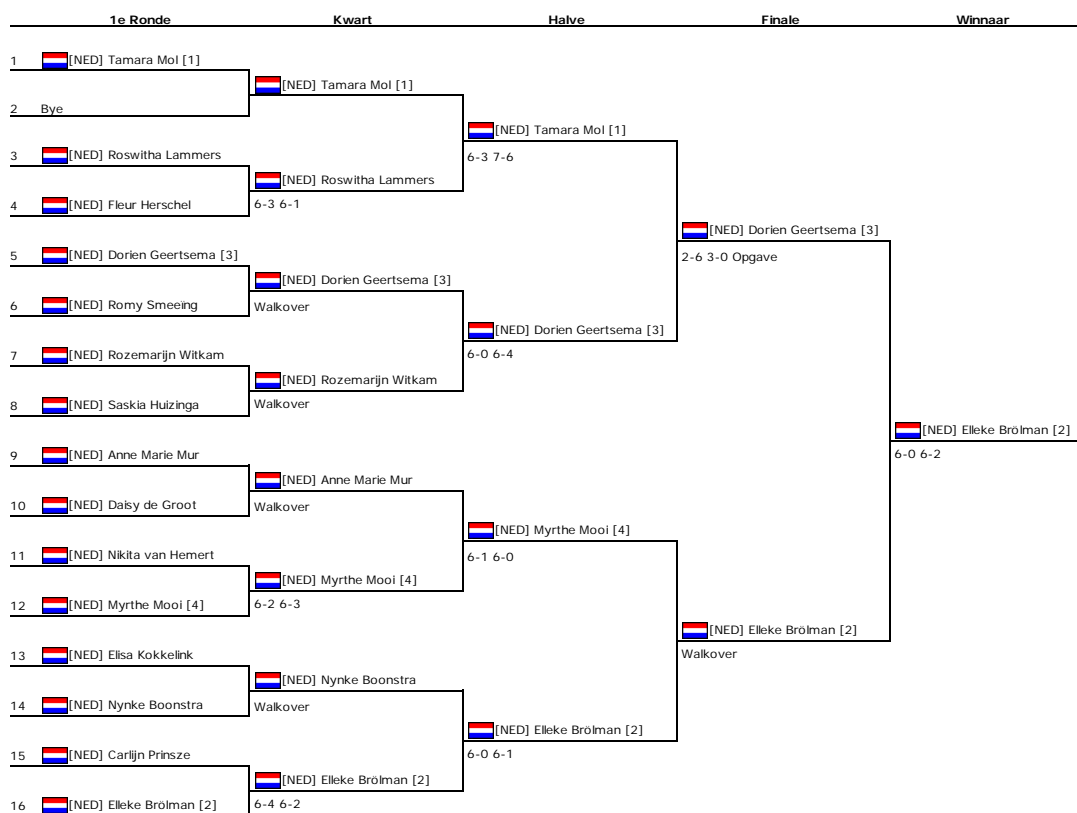 1e Ronde Kwart Halve Finale Winnaar
1 [NED] Tamara Mol [1]
[NED] Tamara Mol [1]
2 Bye
[NED] Tamara Mol [1]
3 [NED] Roswitha Lammers
6-3 7-6
[NED] Roswitha Lammers
4 [NED] Fleur Herschel
6-3 6-1
[NED] Dorien Geertsema [3]
5 [NED] Dorien Geertsema [3]
2-6 3-0 Opgave
[NED] Dorien Geertsema [3]
6 [NED] Romy Smeeïng
Walkover
[NED] Dorien Geertsema [3]
7 [NED] Rozemarijn Witkam
6-0 6-4
[NED] Rozemarijn Witkam
8 [NED] Saskia Huizinga
Walkover
[NED] Elleke Brölman [2]
9 [NED] Anne Marie Mur
6-0 6-2
[NED] Anne Marie Mur
10 [NED] Daisy de Groot
Walkover
[NED] Myrthe Mooi [4]
11 [NED] Nikita van Hemert
6-1 6-0
[NED] Myrthe Mooi [4]
12 [NED] Myrthe Mooi [4]
6-2 6-3
[NED] Elleke Brölman [2]
13 [NED] Elisa Kokkelink
Walkover
[NED] Nynke Boonstra
14 [NED] Nynke Boonstra
Walkover
[NED] Elleke Brölman [2]
15 [NED] Carlijn Prinsze
6-0 6-1
[NED] Elleke Brölman [2]
16 [NED] Elleke Brölman [2]
6-4 6-2